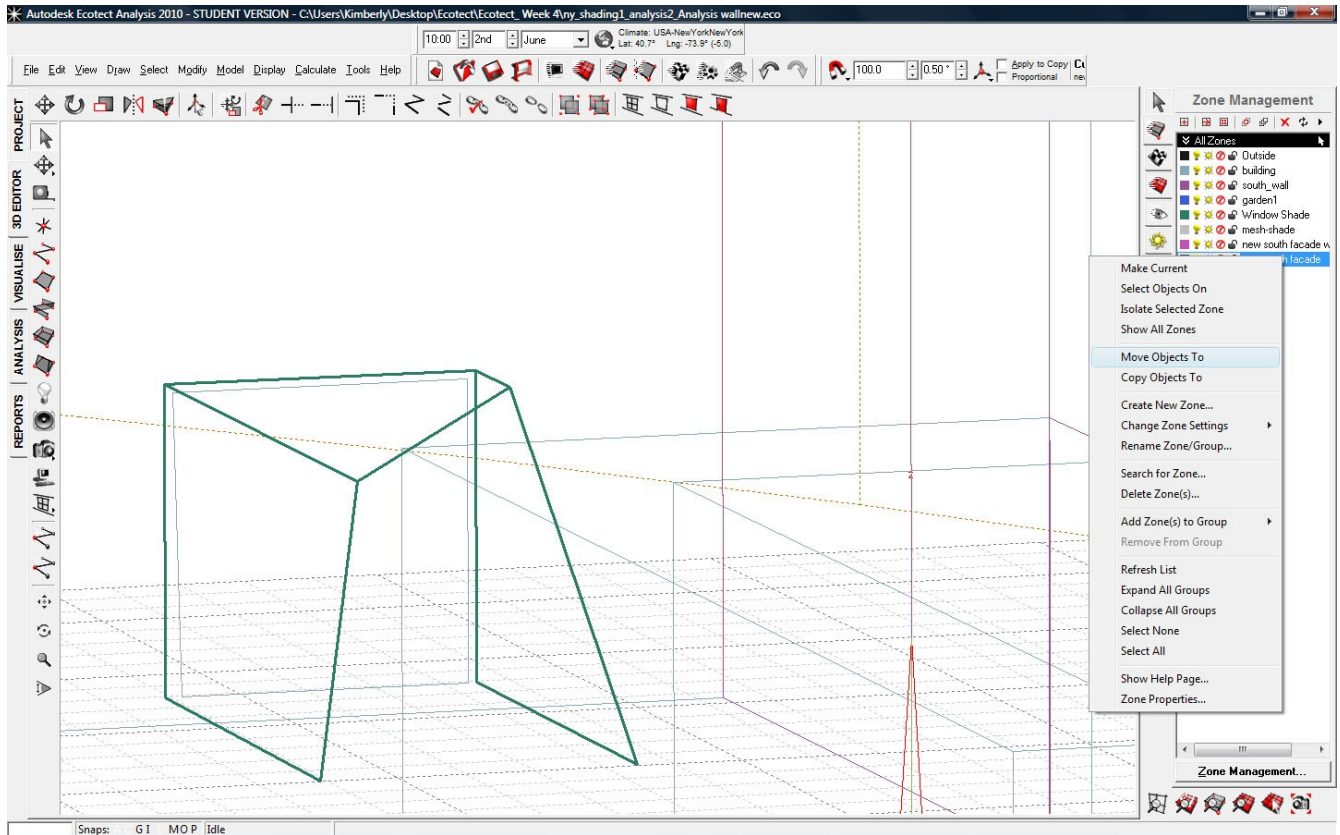 Autodesk Ecotect Analysis 2010 - STUDENT VERSION - C:\Users\Kimberly\Desktop\Ecotect\Ecotect_ Week 4\ny_shading1_analysis2_Analysis wallnew.eco
10:00 2nd June
Climate: USA-NewYorkNewYork
Lat: 40.7° Lng: -73.9° (-5.0)
File Edit View Draw Select Modify Model Display Calculate Tools Help
100.0 0.50 °
Apply to Copy
Proportional
PROJECT
3D EDITOR
VISUALISE
ANALYSIS
REPORTS
Zone Management
All Zones
Outside
building
south_wall
garden1
Window Shade
mesh-shade
new south facade w
facade
Make Current
Select Objects On
Isolate Selected Zone
Show All Zones
Move Objects To
Copy Objects To
Create New Zone...
Change Zone Settings
Rename Zone/Group...
Search for Zone...
Delete Zone(s)...
Add Zone(s) to Group
Remove From Group
Refresh List
Expand All Groups
Collapse All Groups
Select None
Select All
Show Help Page...
Zone Properties...
Z
Zone Management...
Snaps: G I M O P Idle